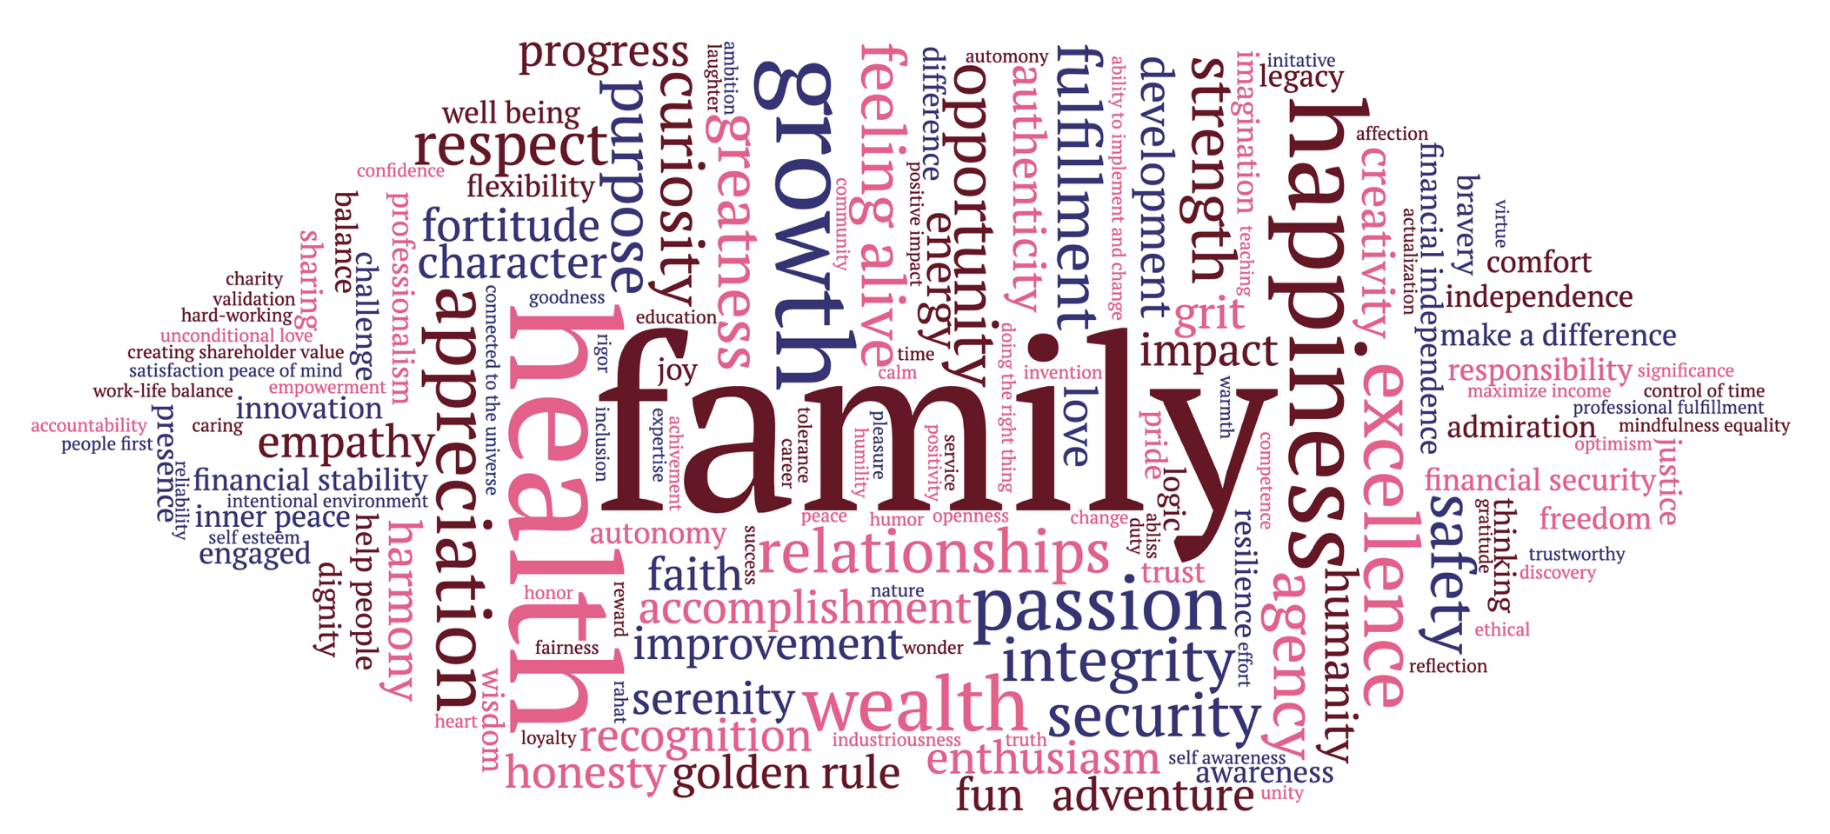 progress
curiosity
laughter
ambition
growth
feeling alive
difference
automony
opportunity
authenticity
fulfillment
ability to implement and change
development
strength
imagination
initative
legacy
happiness
affection
well being
respect
purpose
greatness
confidence
flexibility
community
positive impact
energy
teaching
creativity
financial independence
actualization
bravery
virtue
comfort
independence
balance
professionalism
fortitude
character
sharing
challenge
charity
validation
hard-working
unconditional love
creating shareholder value
satisfaction peace of mind
work-life balance
empowerment
accountability
people first
presence
caring
innovation
empathy
appreciation
connected to the universe
health
goodness
education
rigor
joy
family
time
calm
doing the right thing
invention
grit
impact
make a difference
responsibility
significance
maximize income
control of time
professional fulfillment
mindfulness equality
admiration
optimism
justice
excellence
love
warmth
pride
logic
competence
inclusion
expertise
achivement
tolerance
career
humility
pleasure
positivity
service
reliability
financial stability
intentional environment
inner peace
self esteem
engaged
help people
harmony
dignity
financial security
safety
gratitude
thinking
freedom
trustworthy
discovery
ethical
reflection
peace
humor
openness
change
duty
abliss
autonomy
success
relationships
trust
resilience
faith
nature
honor
reward
accomplishment
passion
agency
humanity
fairness
improvement
wonder
integrity
effort
wisdom
rahat
serenity
wealth
security
heart
loyalty
recognition
industriousness
truth
enthusiasm
self awareness
awareness
honesty
golden rule
fun
adventure
unity